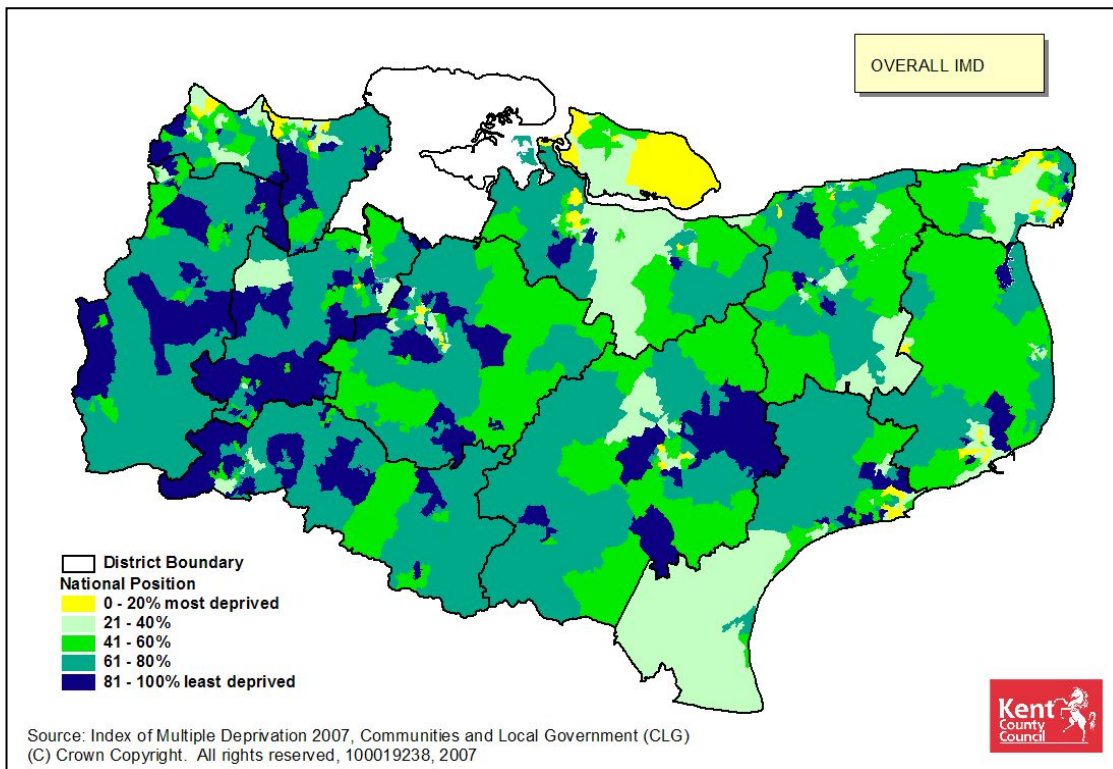 OVERALL IMD
District Boundary
National Position
0 - 20% most deprived
21 - 40%
41 - 60%
61 - 80%
81 - 100% least deprived
Source: Index of Multiple Deprivation 2007, Communities and Local Government (CLG)
(C) Crown Copyright. All rights reserved, 100019238, 2007
Kent
County
Council